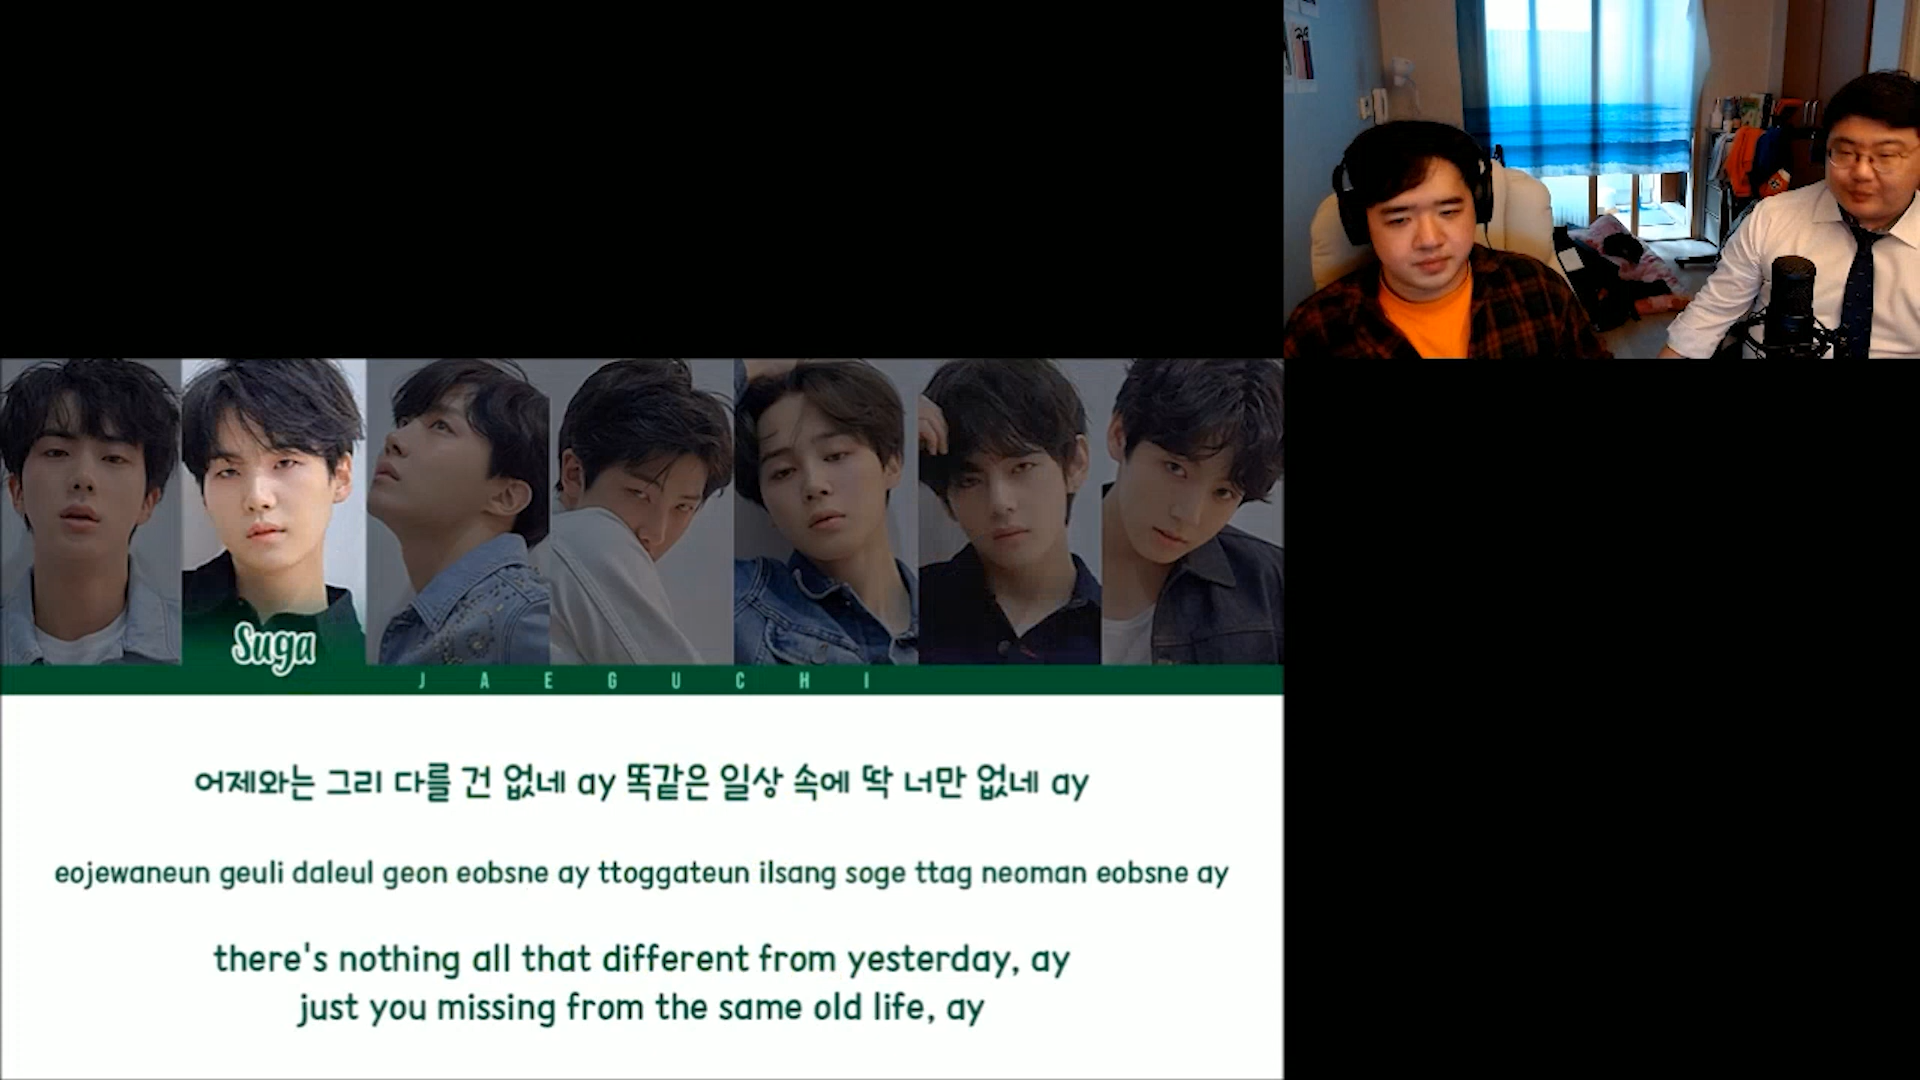 Suga
JAEGUCHI
어제와는 그리 다를 건 없네 ay 똑같은 일상 속에 딱 너만 없네 ay
eojewaneun geuli daleul geon eobsne ay ttoggateun ilsang soge ttag neoman eobsne ay
there's nothing all that different from yesterday, ay
just you missing from the same old life, ay